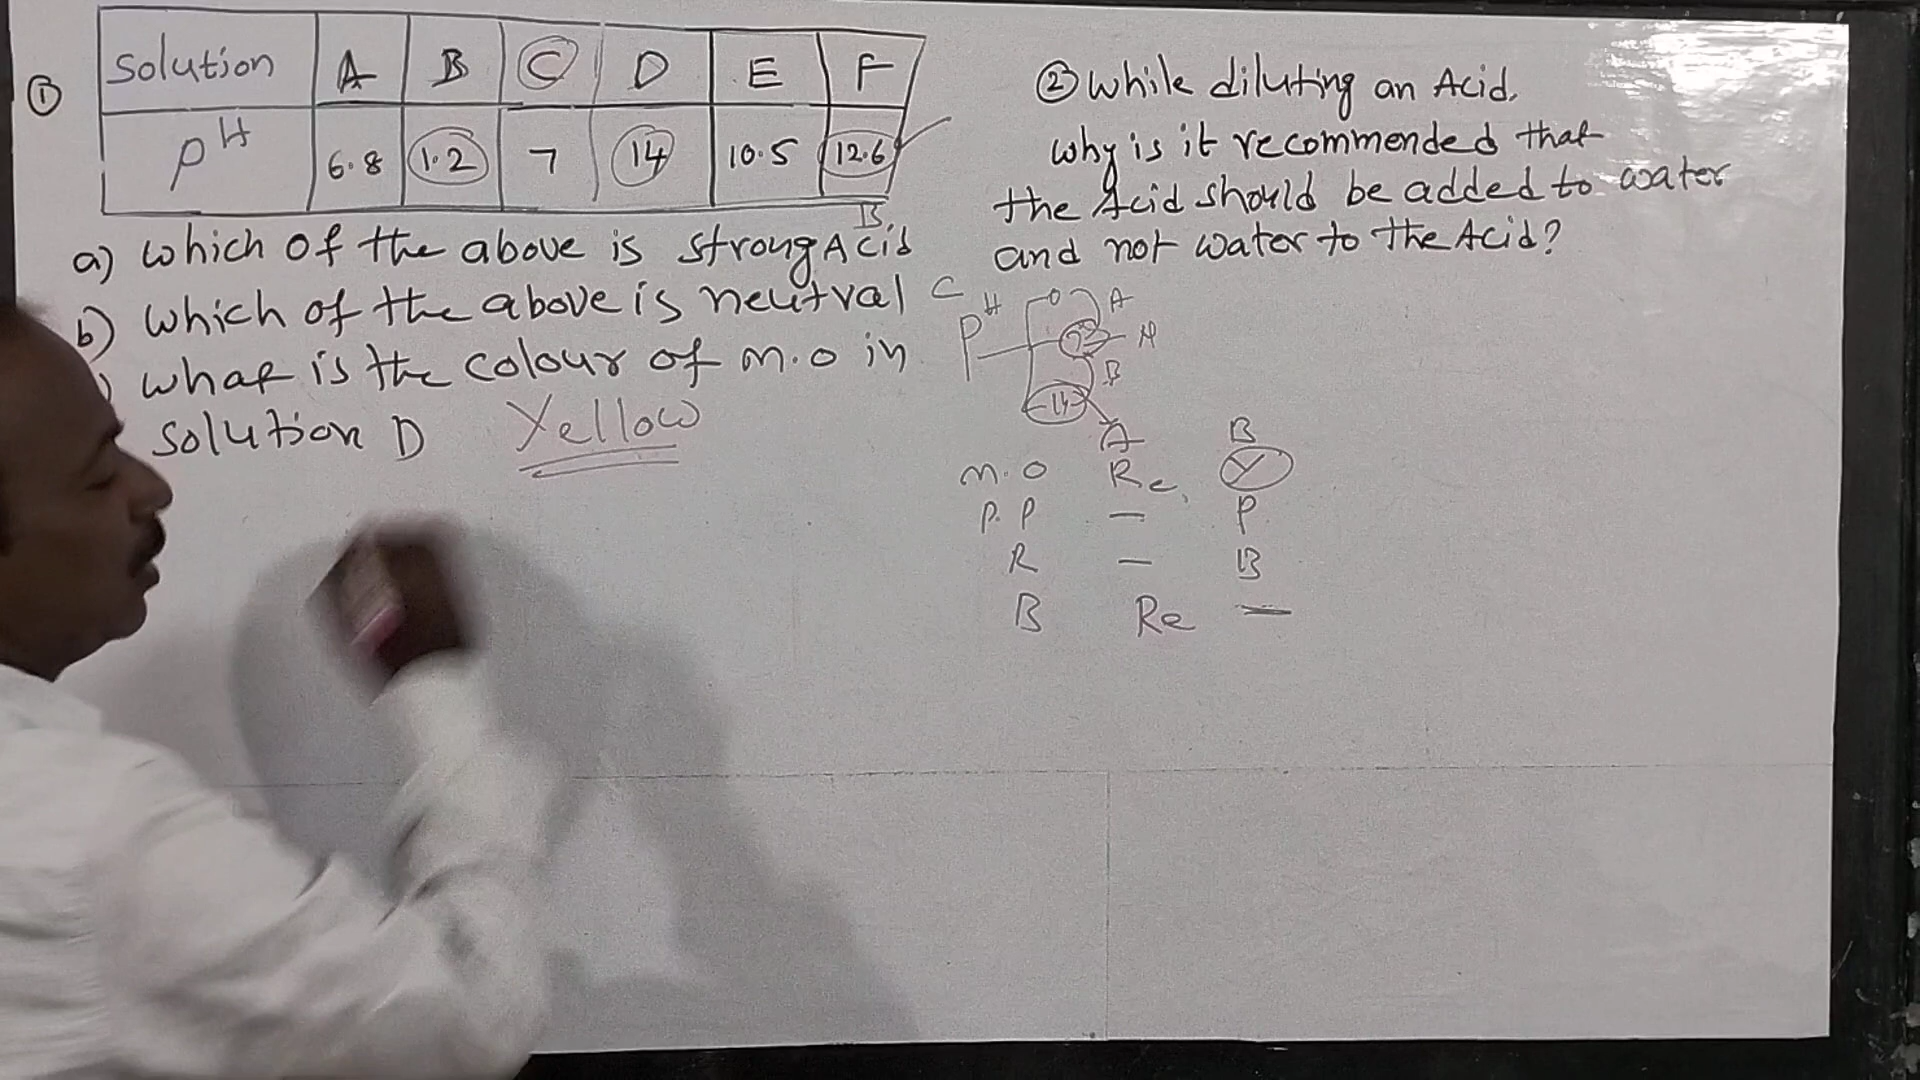 ① Solution A B C D E F
pH 6.8 1.2 7 14 10.5 12.6
B
a) which of the above is strong Acid
b) which of the above is neutral C
) what is the colour of m.o in
solution D Yellow
② While diluting an Acid.
why is it recommended that
the Acid should be added to water
and not water to the Acid?
PH 0 A
7 N
B
14
A B
m.o Re, Y
P.P — P
R — B
B Re —